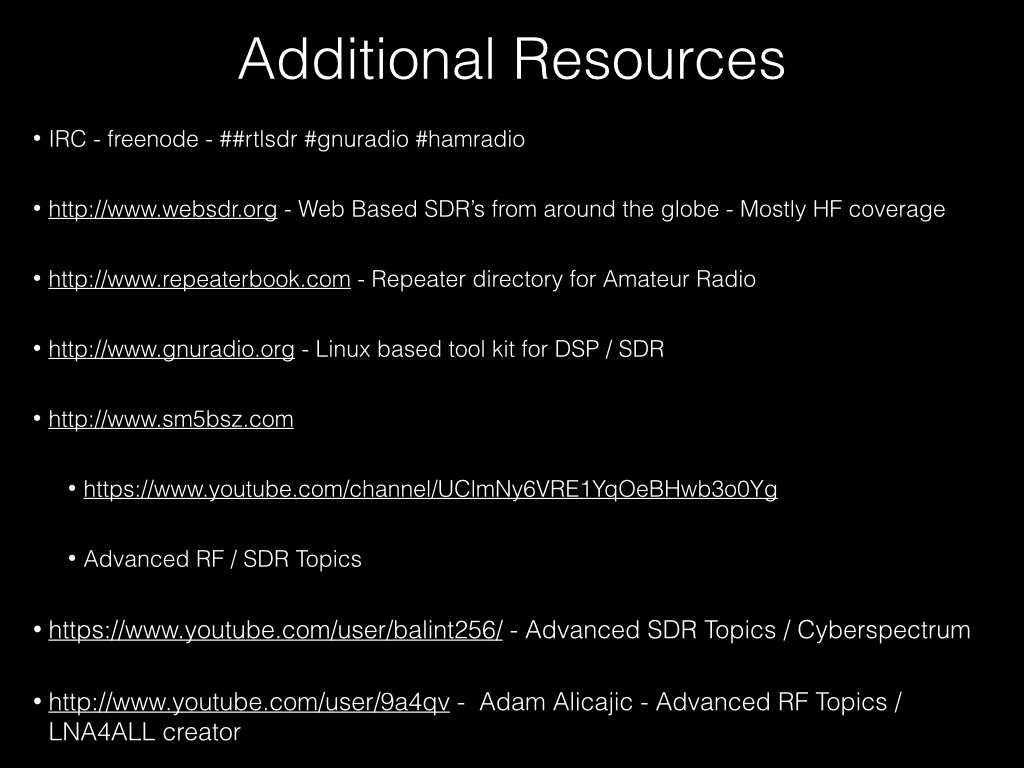 Additional Resources
• IRC - freenode - ##rtlsdr #gnuradio #hamradio
• http://www.websdr.org - Web Based SDR’s from around the globe - Mostly HF coverage
• http://www.repeaterbook.com - Repeater directory for Amateur Radio
• http://www.gnuradio.org - Linux based tool kit for DSP / SDR
• http://www.sm5bsz.com
• https://www.youtube.com/channel/UClmNy6VRE1YqOeBHwb3o0Yg
• Advanced RF / SDR Topics
• https://www.youtube.com/user/balint256/ - Advanced SDR Topics / Cyberspectrum
• http://www.youtube.com/user/9a4qv - Adam Alicajic - Advanced RF Topics /
LNA4ALL creator